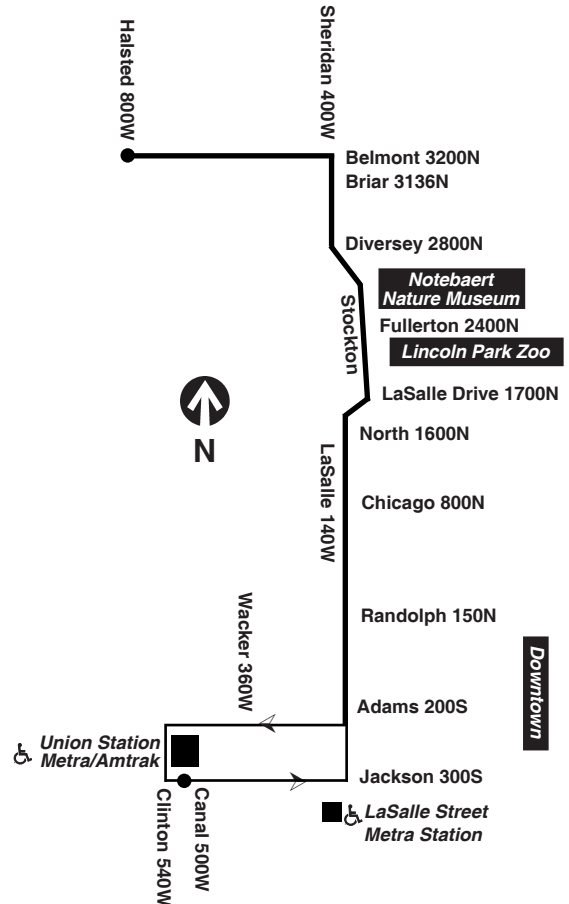 Halsted 800W
Sheridan 400W
Belmont 3200N
Briar 3136N
Diversey 2800N
Notebaert
Nature Museum
Stockton
Fullerton 2400N
Lincoln Park Zoo
LaSalle Drive 1700N
N
North 1600N
LaSalle 140W
Chicago 800N
Wacker 360W
Randolph 150N
Downtown
Adams 200S
Union Station
Metra/Amtrak
Jackson 300S
Clinton 540W
Canal 500W
LaSalle Street
Metra Station